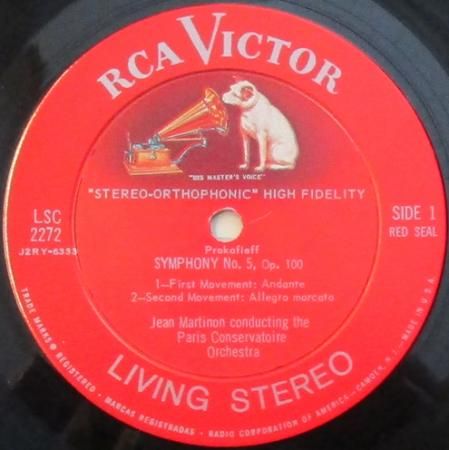 RCA VICTOR
"HIS MASTER'S VOICE"
"STEREO-ORTHOPHONIC" HIGH FIDELITY
LSC
2272
J2RY-6333
SIDE 1
RED SEAL
Prokofieff
SYMPHONY No. 5, Op. 100
1—First Movement: Andante
2—Second Movement: Allegro marcato
Jean Martinon conducting the
Paris Conservatoire
Orchestra
LIVING STEREO
TRADE MARKS ® REGISTERED • MARCAS REGISTRADAS • RADIO CORPORATION OF AMERICA—CAMDEN, N. J.—MADE IN U.S.A.